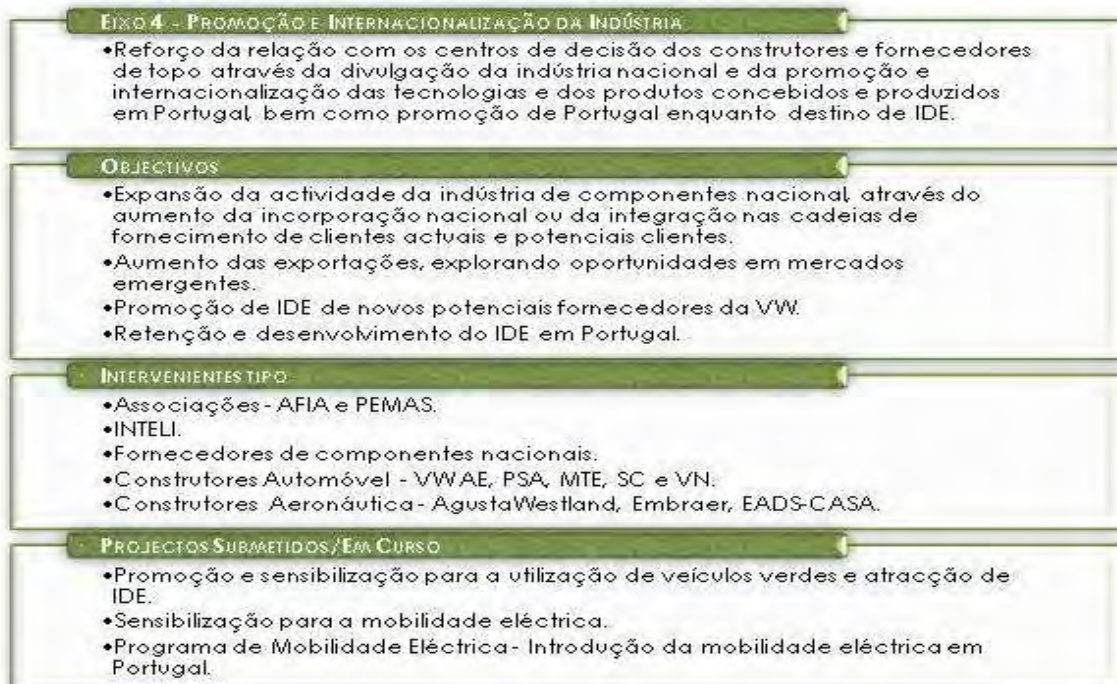 EIXO 4 - PROMOÇÃO E INTERNACIONALIZAÇÃO DA INDÚSTRIA
•Reforço da relação com os centros de decisão dos construtores e fornecedores
de topo através da divulgação da indústria nacional e da promoção e
internacionalização das tecnologias e dos produtos concebidos e produzidos
em Portugal, bem como promoção de Portugal enquanto destino de IDE.
OBJECTIVOS
•Expansão da actividade da indústria de componentes nacional, através do
aumento da incorporação nacional ou da integração nas cadeias de
fornecimento de clientes actuais e potenciais clientes.
•Aumento das exportações, explorando oportunidades em mercados
emergentes.
•Promoção de IDE de novos potenciais fornecedores da VW.
•Retenção e desenvolvimento do IDE em Portugal.
INTERVENIENTES TIPO
•Associações - AFIA e PEMAS.
•INTELI.
•Fornecedores de componentes nacionais.
•Construtores Automóvel - VWAE, PSA, MTE, SC e VN.
•Construtores Aeronáutica - AgustaWestland, Embraer, EADS-CASA.
PROJECTOS SUBMETIDOS/EM CURSO
•Promoção e sensibilização para a utilização de veículos verdes e atracção de
IDE.
•Sensibilização para a mobilidade eléctrica.
•Programa de Mobilidade Eléctrica - Introdução da mobilidade eléctrica em
Portugal.